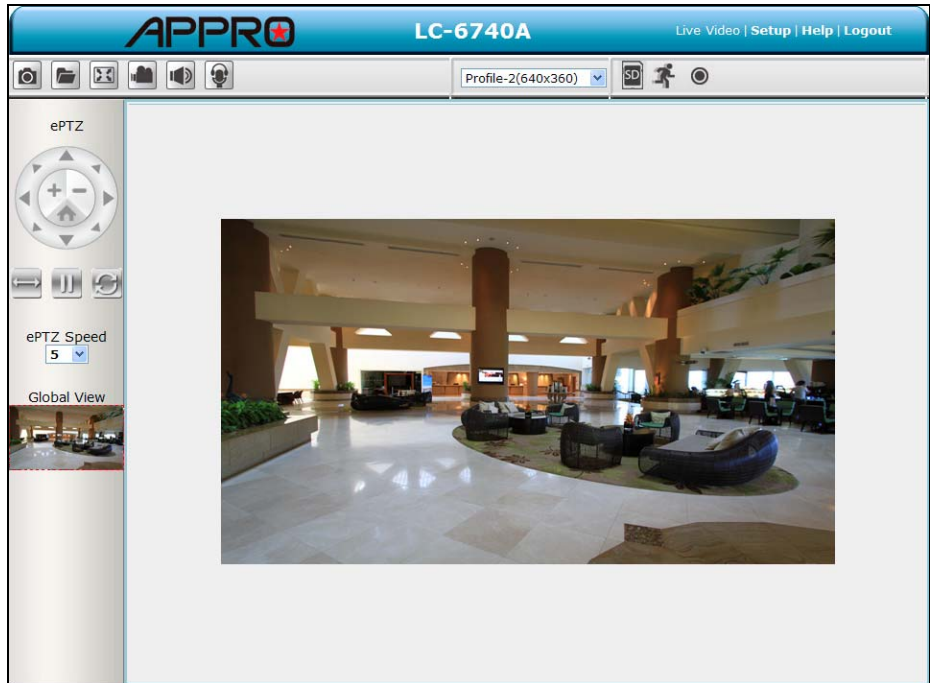 APPRO
LC-6740A
Live Video | Setup | Help | Logout
Profile-2(640x360)
SD
ePTZ
ePTZ Speed
5
Global View